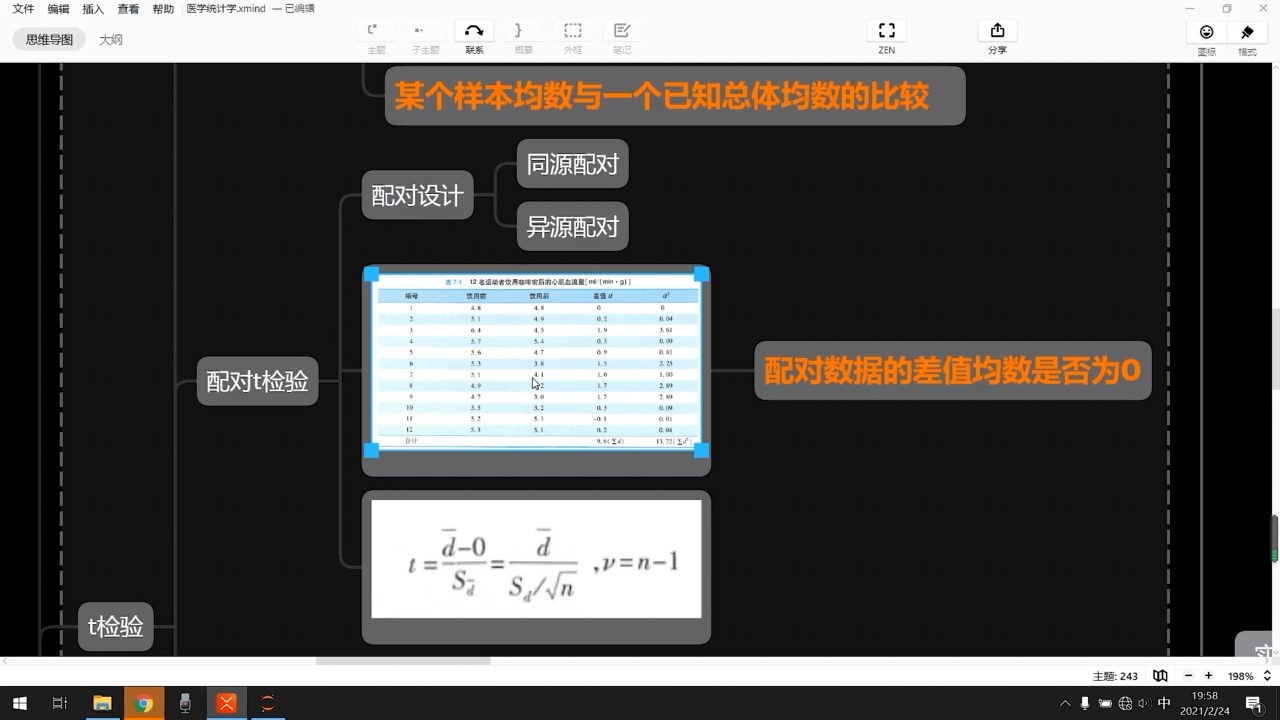 文件 编辑 插入 查看 帮助 医学统计学.xmind — 已编辑
思维导图 大纲
主题 子主题 联系 概要 外框 笔记 ZEN 分享 图标 格式
某个样本均数与一个已知总体均数的比较
同源配对
配对设计
异源配对
表 7-1 12 名运动者饮用咖啡前后的心肌血流量[ml/(min·g)]
编号 饮用前 饮用后 差值 d d²
1 4.8 4.8 0 0
2 5.1 4.9 0.2 0.04
3 6.4 4.5 1.9 3.61
4 5.7 5.4 0.3 0.09
5 5.6 4.7 0.9 0.81
6 5.3 3.8 1.5 2.25
7 5.1 4.1 1.0 1.00
8 4.9 1.7 2.89
9 4.7 3.0 1.7 2.89
10 3.5 3.2 0.3 0.09
11 5.2 5.3 -0.1 0.01
12 5.3 5.1 0.2 0.04
合计 9.6(∑d) 13.72(∑d²)
配对数据的差值均数是否为0
配对t检验
t = (d̄-0)/S_d̄ = d̄/(S_d/√n) ,ν=n-1
t检验
实
主题: 243 198%
中 19:58
2021/2/24
1